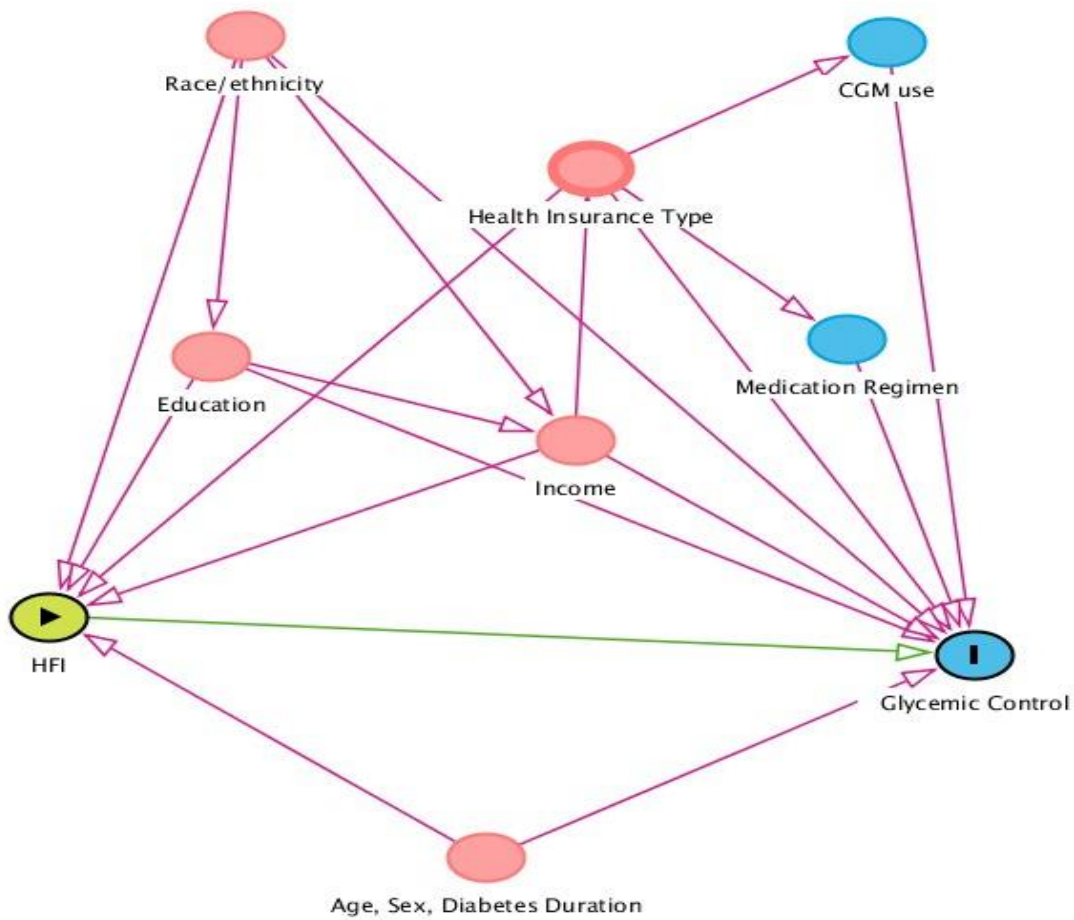 Race/ethnicity
CGM use
Health Insurance Type
Medication Regimen
Education
Income
HFI
Glycemic Control
Age, Sex, Diabetes Duration